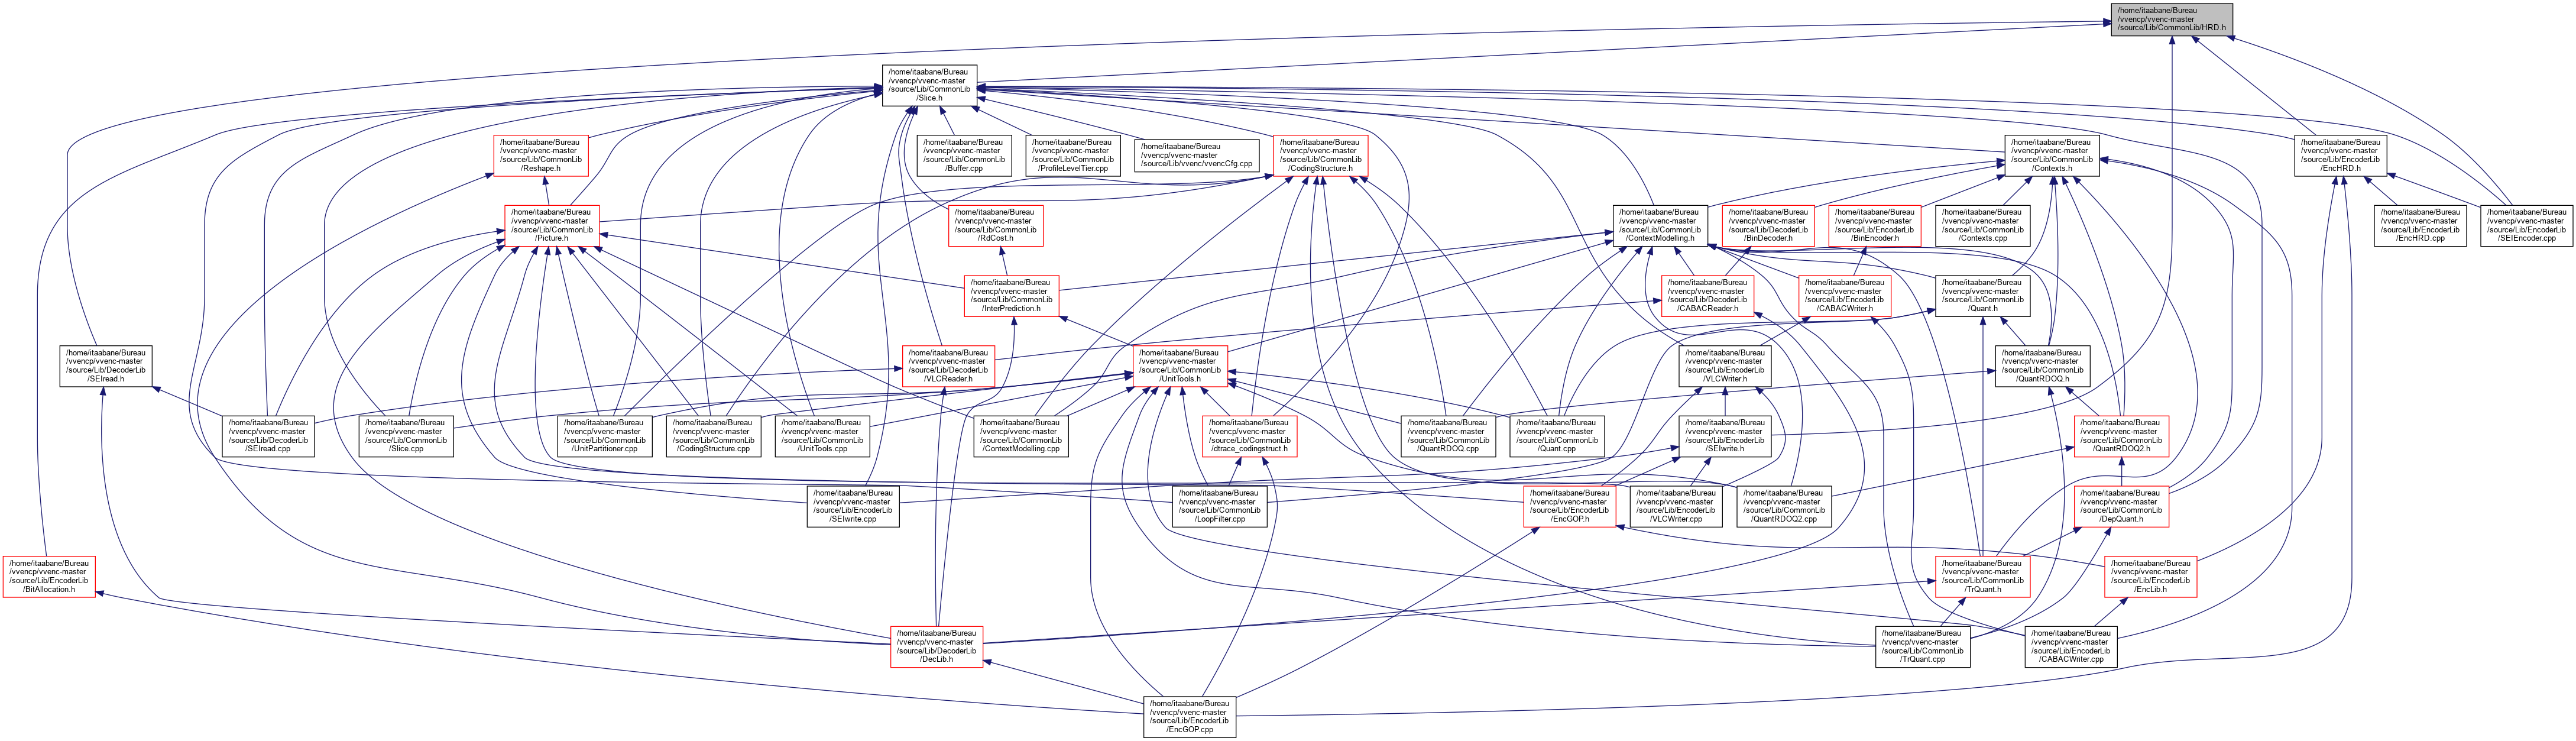 /home/itaabane/Bureau
/vvencp/vvenc-master
/source/Lib/CommonLib/HRD.h
/home/itaabane/Bureau
/vvencp/vvenc-master
/source/Lib/CommonLib
/Slice.h
/home/itaabane/Bureau
/vvencp/vvenc-master
/source/Lib/CommonLib
/Reshape.h
/home/itaabane/Bureau
/vvencp/vvenc-master
/source/Lib/CommonLib
/Buffer.cpp
/home/itaabane/Bureau
/vvencp/vvenc-master
/source/Lib/CommonLib
/ProfileLevelTier.cpp
/home/itaabane/Bureau
/vvencp/vvenc-master
/source/Lib/vvenc/vvencCfg.cpp
/home/itaabane/Bureau
/vvencp/vvenc-master
/source/Lib/CommonLib
/CodingStructure.h
/home/itaabane/Bureau
/vvencp/vvenc-master
/source/Lib/CommonLib
/Contexts.h
/home/itaabane/Bureau
/vvencp/vvenc-master
/source/Lib/EncoderLib
/EncHRD.h
/home/itaabane/Bureau
/vvencp/vvenc-master
/source/Lib/CommonLib
/Picture.h
/home/itaabane/Bureau
/vvencp/vvenc-master
/source/Lib/CommonLib
/RdCost.h
/home/itaabane/Bureau
/vvencp/vvenc-master
/source/Lib/CommonLib
/ContextModelling.h
/home/itaabane/Bureau
/vvencp/vvenc-master
/source/Lib/DecoderLib
/BinDecoder.h
/home/itaabane/Bureau
/vvencp/vvenc-master
/source/Lib/EncoderLib
/BinEncoder.h
/home/itaabane/Bureau
/vvencp/vvenc-master
/source/Lib/CommonLib
/Contexts.cpp
/home/itaabane/Bureau
/vvencp/vvenc-master
/source/Lib/EncoderLib
/EncHRD.cpp
/home/itaabane/Bureau
/vvencp/vvenc-master
/source/Lib/EncoderLib
/SEIEncoder.cpp
/home/itaabane/Bureau
/vvencp/vvenc-master
/source/Lib/CommonLib
/InterPrediction.h
/home/itaabane/Bureau
/vvencp/vvenc-master
/source/Lib/DecoderLib
/CABACReader.h
/home/itaabane/Bureau
/vvencp/vvenc-master
/source/Lib/EncoderLib
/CABACWriter.h
/home/itaabane/Bureau
/vvencp/vvenc-master
/source/Lib/CommonLib
/Quant.h
/home/itaabane/Bureau
/vvencp/vvenc-master
/source/Lib/DecoderLib
/SEIread.h
/home/itaabane/Bureau
/vvencp/vvenc-master
/source/Lib/DecoderLib
/VLCReader.h
/home/itaabane/Bureau
/vvencp/vvenc-master
/source/Lib/CommonLib
/UnitTools.h
/home/itaabane/Bureau
/vvencp/vvenc-master
/source/Lib/EncoderLib
/VLCWriter.h
/home/itaabane/Bureau
/vvencp/vvenc-master
/source/Lib/CommonLib
/QuantRDOQ.h
/home/itaabane/Bureau
/vvencp/vvenc-master
/source/Lib/DecoderLib
/SEIread.cpp
/home/itaabane/Bureau
/vvencp/vvenc-master
/source/Lib/CommonLib
/Slice.cpp
/home/itaabane/Bureau
/vvencp/vvenc-master
/source/Lib/CommonLib
/UnitPartitioner.cpp
/home/itaabane/Bureau
/vvencp/vvenc-master
/source/Lib/CommonLib
/CodingStructure.cpp
/home/itaabane/Bureau
/vvencp/vvenc-master
/source/Lib/CommonLib
/UnitTools.cpp
/home/itaabane/Bureau
/vvencp/vvenc-master
/source/Lib/CommonLib
/ContextModelling.cpp
/home/itaabane/Bureau
/vvencp/vvenc-master
/source/Lib/CommonLib
/dtrace_codingstruct.h
/home/itaabane/Bureau
/vvencp/vvenc-master
/source/Lib/CommonLib
/QuantRDOQ.cpp
/home/itaabane/Bureau
/vvencp/vvenc-master
/source/Lib/CommonLib
/Quant.cpp
/home/itaabane/Bureau
/vvencp/vvenc-master
/source/Lib/EncoderLib
/SEIwrite.h
/home/itaabane/Bureau
/vvencp/vvenc-master
/source/Lib/CommonLib
/QuantRDOQ2.h
/home/itaabane/Bureau
/vvencp/vvenc-master
/source/Lib/EncoderLib
/SEIwrite.cpp
/home/itaabane/Bureau
/vvencp/vvenc-master
/source/Lib/CommonLib
/LoopFilter.cpp
/home/itaabane/Bureau
/vvencp/vvenc-master
/source/Lib/EncoderLib
/EncGOP.h
/home/itaabane/Bureau
/vvencp/vvenc-master
/source/Lib/EncoderLib
/VLCWriter.cpp
/home/itaabane/Bureau
/vvencp/vvenc-master
/source/Lib/CommonLib
/QuantRDOQ2.cpp
/home/itaabane/Bureau
/vvencp/vvenc-master
/source/Lib/CommonLib
/DepQuant.h
/home/itaabane/Bureau
/vvencp/vvenc-master
/source/Lib/EncoderLib
/BitAllocation.h
/home/itaabane/Bureau
/vvencp/vvenc-master
/source/Lib/CommonLib
/TrQuant.h
/home/itaabane/Bureau
/vvencp/vvenc-master
/source/Lib/EncoderLib
/EncLib.h
/home/itaabane/Bureau
/vvencp/vvenc-master
/source/Lib/DecoderLib
/DecLib.h
/home/itaabane/Bureau
/vvencp/vvenc-master
/source/Lib/CommonLib
/TrQuant.cpp
/home/itaabane/Bureau
/vvencp/vvenc-master
/source/Lib/EncoderLib
/CABACWriter.cpp
/home/itaabane/Bureau
/vvencp/vvenc-master
/source/Lib/EncoderLib
/EncGOP.cpp